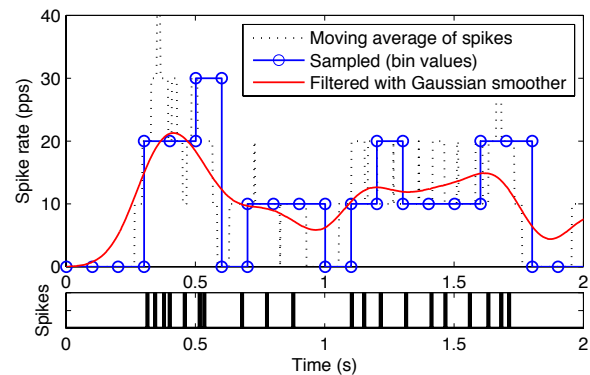 40
30
20
10
0
Spike rate (pps)
Moving average of spikes
Sampled (bin values)
Filtered with Gaussian smoother
0 0.5 1 1.5 2
Spikes
0 0.5 1 1.5 2
Time (s)